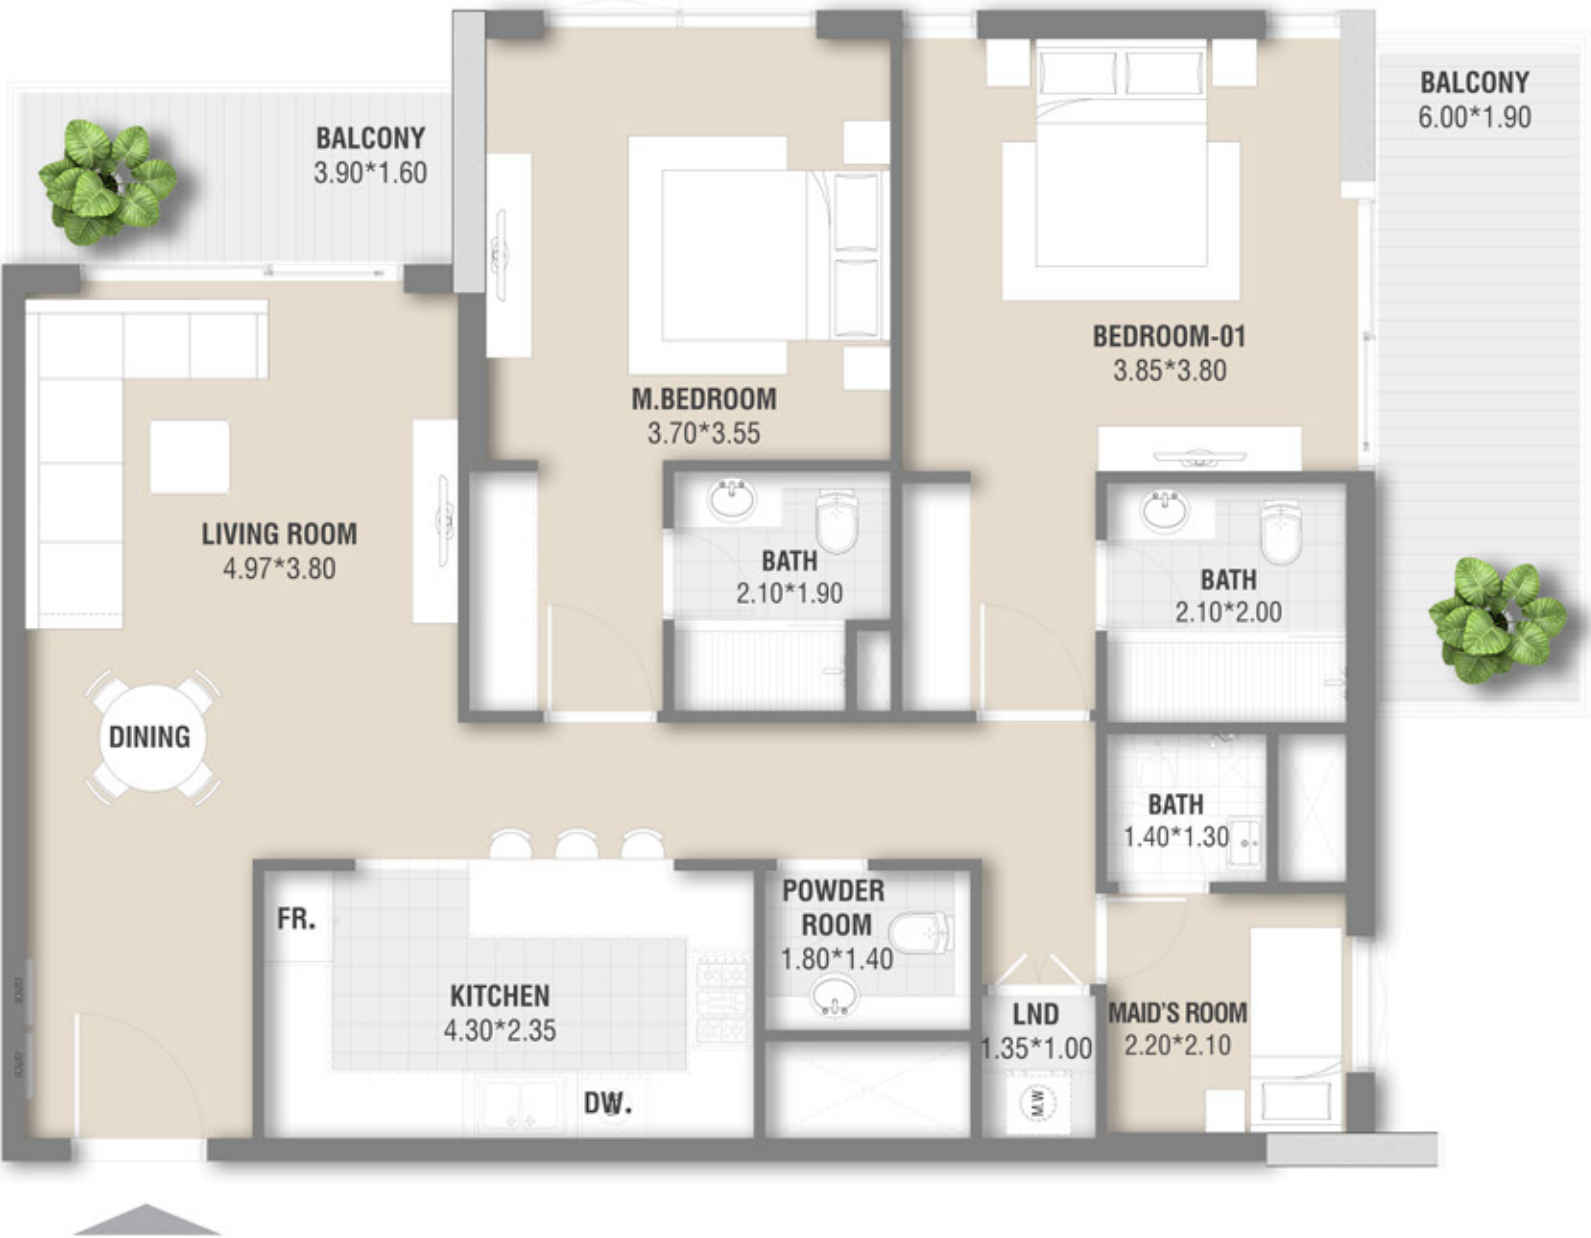 BALCONY
3.90*1.60
BALCONY
6.00*1.90
M.BEDROOM
3.70*3.55
BEDROOM-01
3.85*3.80
LIVING ROOM
4.97*3.80
BATH
2.10*1.90
BATH
2.10*2.00
DINING
BATH
1.40*1.30
FR.
KITCHEN
4.30*2.35
DW.
POWDER
ROOM
1.80*1.40
LND
1.35*1.00
M.W
MAID'S ROOM
2.20*2.10